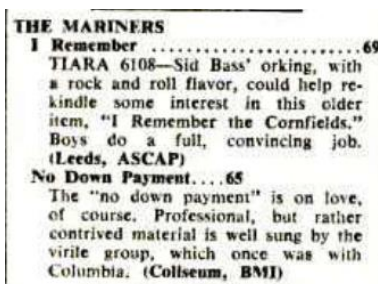 THE MARINERS
I Remember ........................69
TIARA 6108—Sid Bass' orking, with
a rock and roll flavor, could help re-
kindle some interest in this older
item, "I Remember the Cornfields."
Boys do a full, convincing job.
(Leeds, ASCAP)
No Down Payment....65
The "no down payment" is on love,
of course. Professional, but rather
contrived material is well sung by the
virile group, which once was with
Columbia. (Coliseum, BMI)